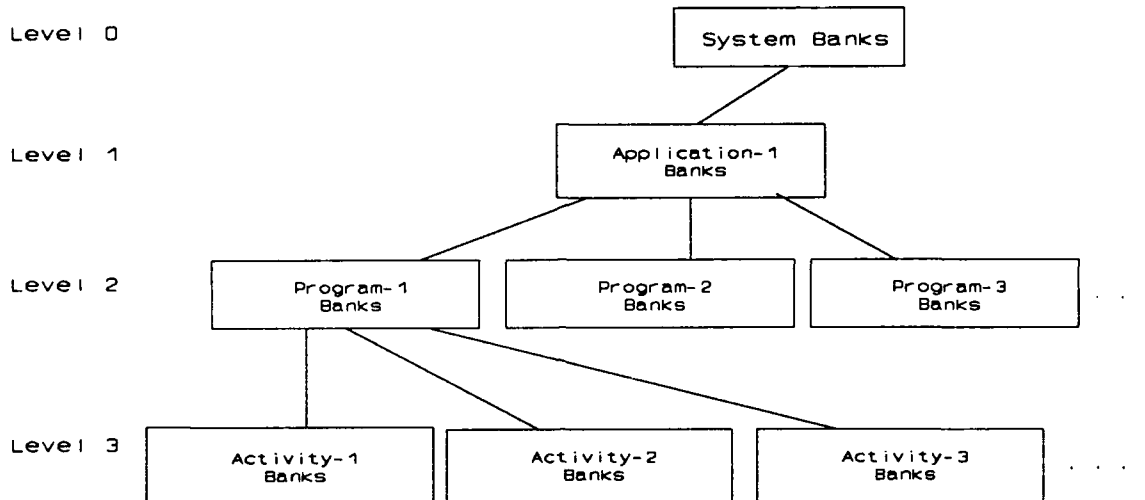 Level 0
System Banks
Level 1
Application-1
Banks
Level 2
Program-1
Banks
Program-2
Banks
Program-3
Banks
. .
Level 3
Activity-1
Banks
Activity-2
Banks
Activity-3
Banks
. . .